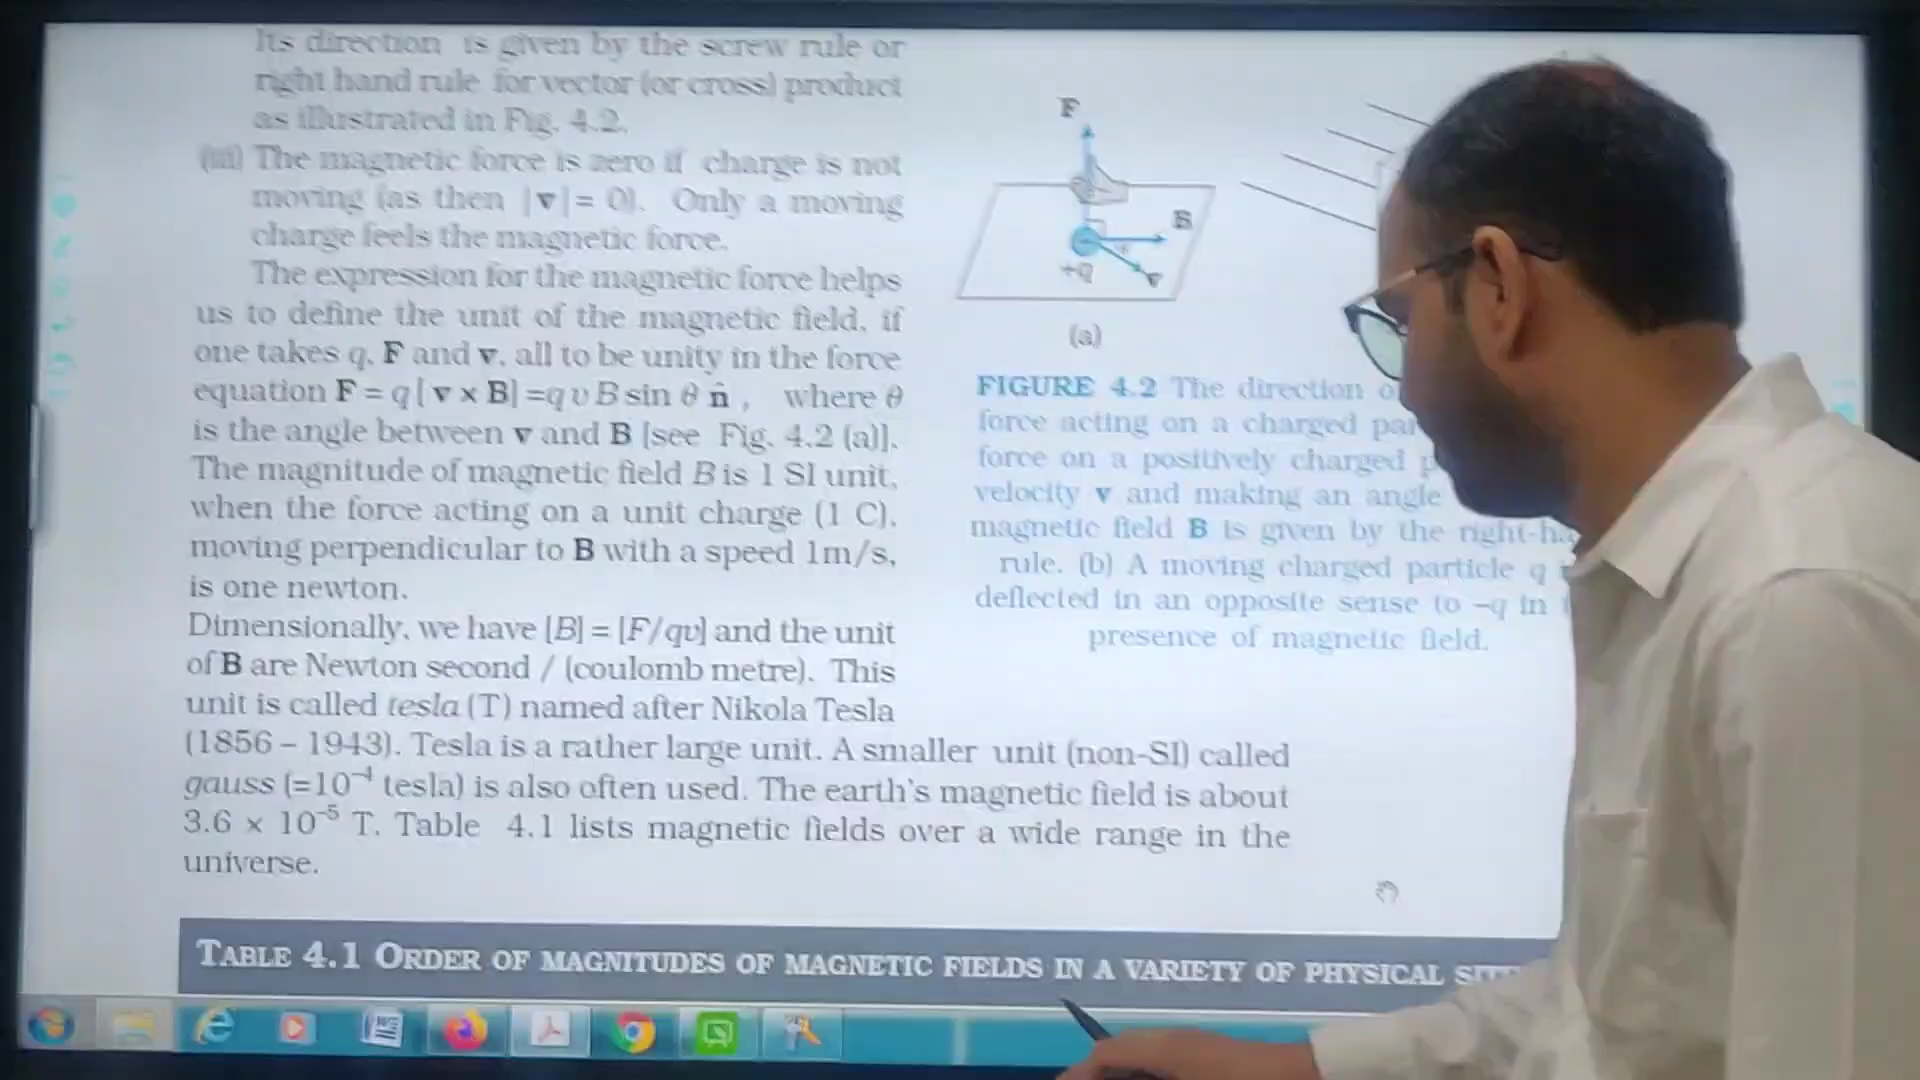 Its direction is given by the screw rule or
right hand rule for vector (or cross) product
as illustrated in Fig. 4.2.
(iii) The magnetic force is zero if charge is not
moving (as then |v|= 0). Only a moving
charge feels the magnetic force.
The expression for the magnetic force helps
us to define the unit of the magnetic field, if
one takes q, F and v, all to be unity in the force
equation F = q [ v × B] =q v B sin θ n̂ , where θ
is the angle between v and B [see Fig. 4.2 (a)].
The magnitude of magnetic field B is 1 SI unit,
when the force acting on a unit charge (1 C),
moving perpendicular to B with a speed 1m/s,
is one newton.
Dimensionally, we have [B] = [F/qv] and the unit
of B are Newton second / (coulomb metre). This
unit is called tesla (T) named after Nikola Tesla
(1856 – 1943). Tesla is a rather large unit. A smaller unit (non-SI) called
gauss (=10⁻⁴ tesla) is also often used. The earth's magnetic field is about
3.6 × 10⁻⁵ T. Table 4.1 lists magnetic fields over a wide range in the
universe.
F
B
+q
v
(a)
FIGURE 4.2 The direction
force acting on a charged
force on a positively charged
velocity v and making an angle
magnetic field B is given by the
rule. (b) A moving charged particle q
deflected in an opposite sense to –q in
presence of magnetic field.
TABLE 4.1 ORDER OF MAGNITUDES OF MAGNETIC FIELDS IN A VARIETY OF PHYSICAL